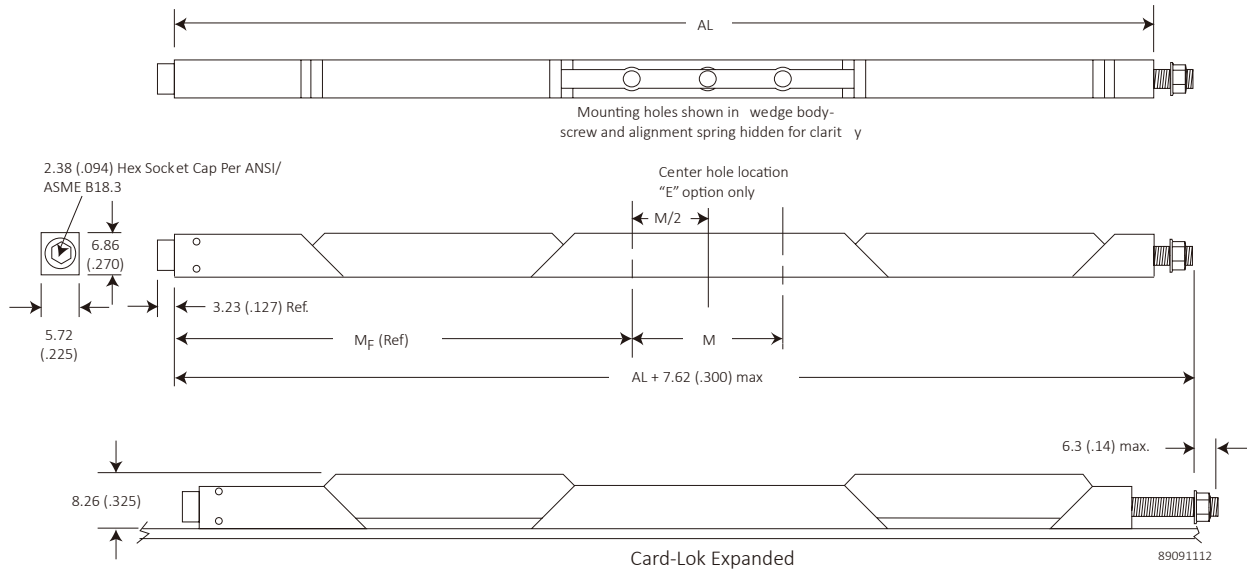 AL
Mounting holes shown in wedge body-
screw and alignment spring hidden for clarit y
2.38 (.094) Hex Socket Cap Per ANSI/
ASME B18.3
Center hole location
“E” option only
M/2
6.86
(.270)
3.23 (.127) Ref.
5.72
(.225)
MF (Ref)
M
AL + 7.62 (.300) max
6.3 (.14) max.
8.26 (.325)
Card-Lok Expanded
89091112